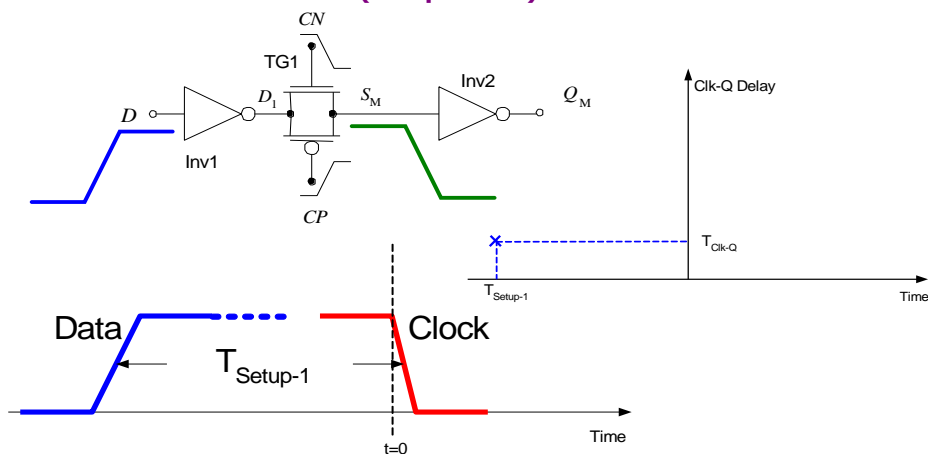 CN
TG1
Inv2
D
D1
SM
QM
Inv1
CP
Clk-Q Delay
TClk-Q
TSetup-1
Time
Data
Clock
TSetup-1
Time
t=0